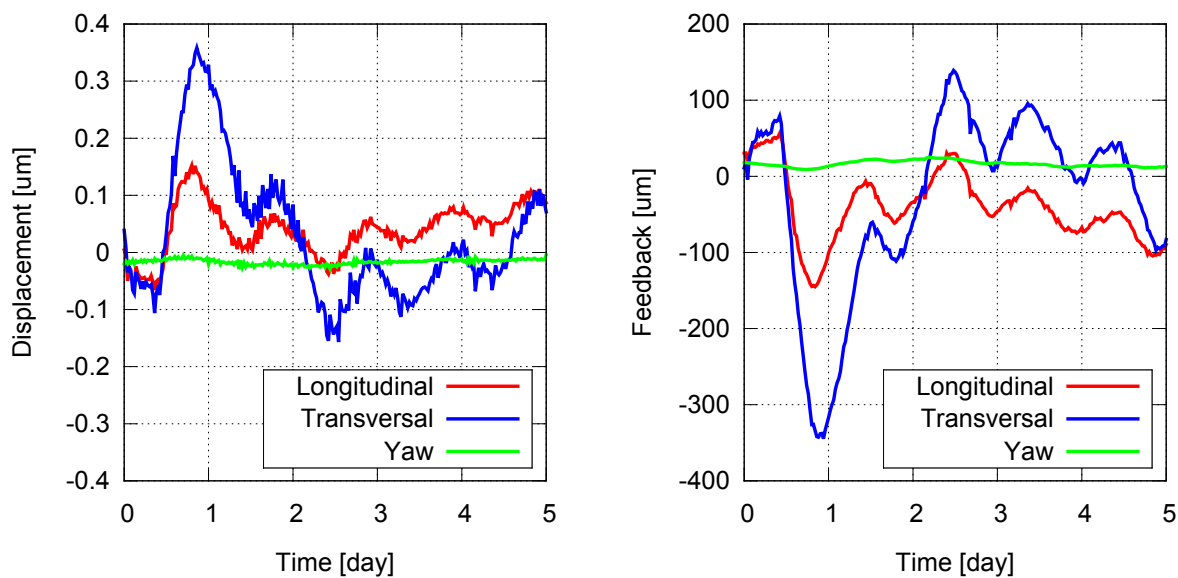 0.4
0.3
0.2
0.1
0
-0.1
-0.2
-0.3
-0.4
Displacement [um]
0 1 2 3 4 5
Time [day]
Longitudinal
Transversal
Yaw
200
100
0
-100
-200
-300
-400
Feedback [um]
0 1 2 3 4 5
Time [day]
Longitudinal
Transversal
Yaw